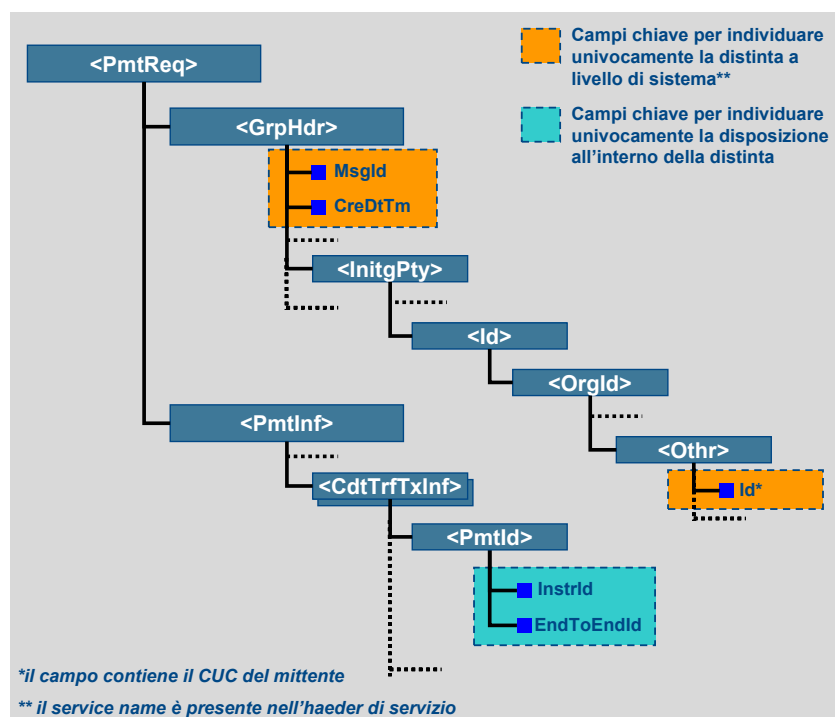 Campi chiave per individuare
univocamente la distinta a
livello di sistema**
<PmtReq>
Campi chiave per individuare
univocamente la disposizione
all'interno della distinta
<GrpHdr>
MsgId
CreDtTm
<InitgPty>
<Id>
<OrgId>
<PmtInf>
<Othr>
<CdtTrfTxInf>
Id*
<PmtId>
InstrId
EndToEndId
*il campo contiene il CUC del mittente
** il service name è presente nell'haeder di servizio